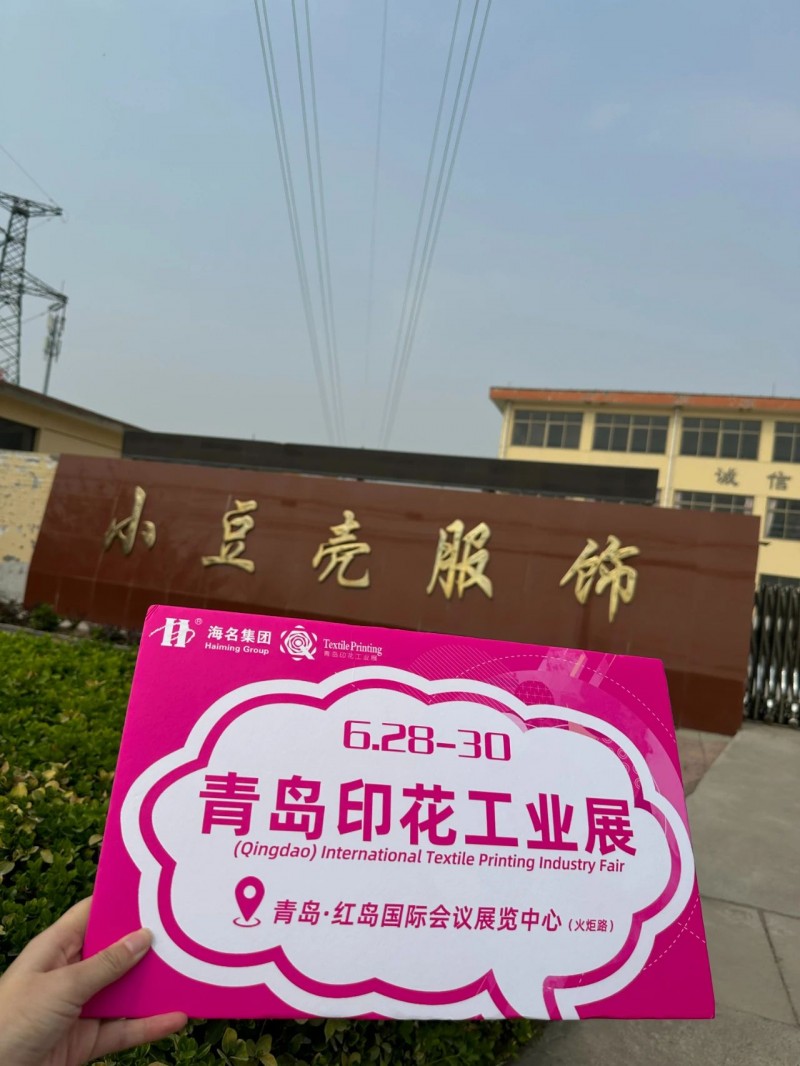 诚信
小豆壳服饰
海名集团
Haiming Group
Textile Printing
青岛印花工业展
6.28-30
青岛印花工业展
(Qingdao) International Textile Printing Industry Fair
青岛·红岛国际会议展览中心(火炬路)